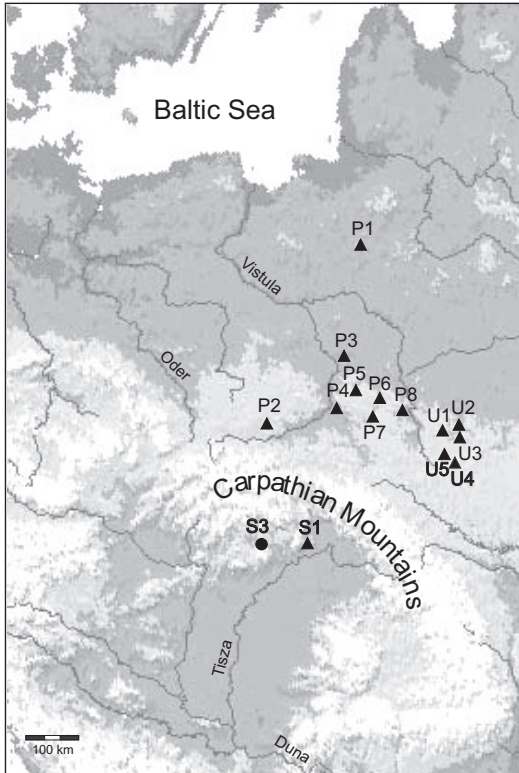 Baltic Sea
P1
Vistula
P3
Oder
P5
P6
P4
P8
P2
P7
U1
U2
U3
U5
U4
Carpathian Mountains
S3
S1
Tisza
Duna
100 km